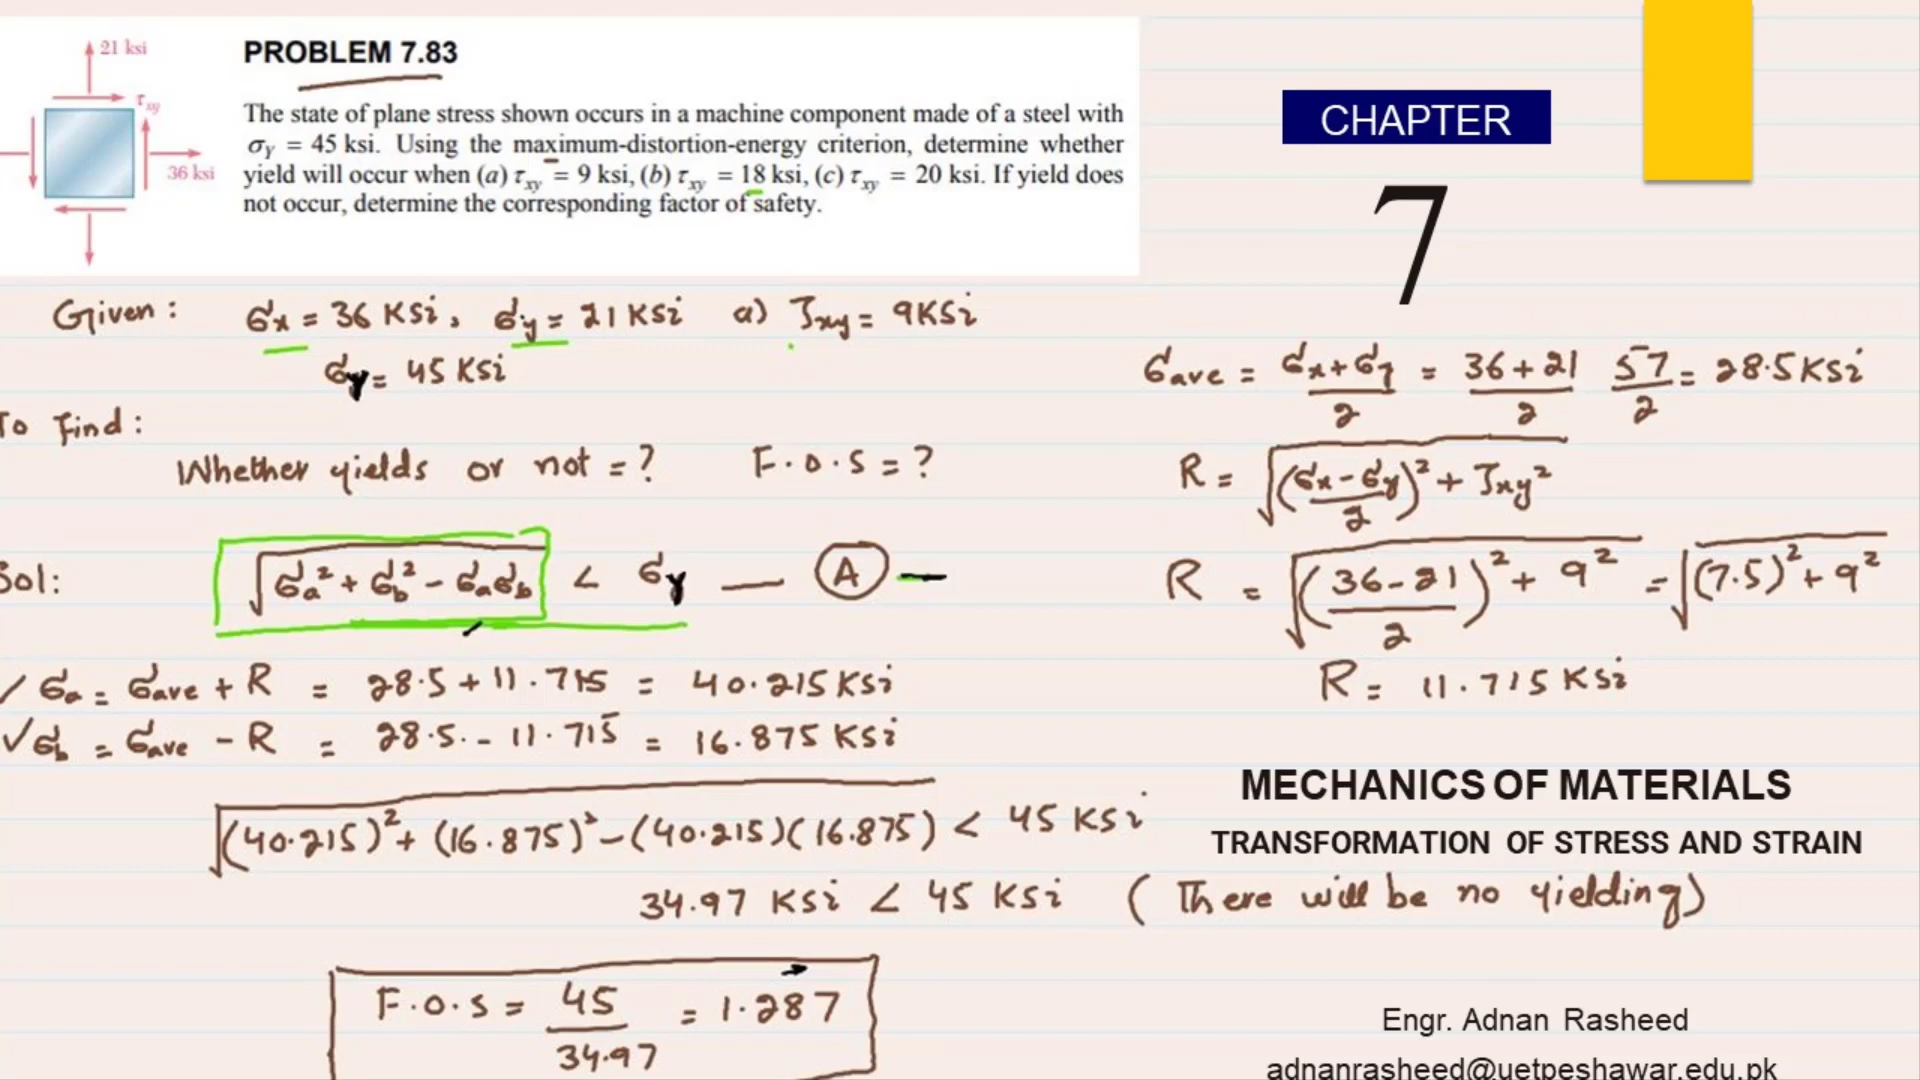 21 ksi
τxy
36 ksi
PROBLEM 7.83
The state of plane stress shown occurs in a machine component made of a steel with
σY = 45 ksi. Using the maximum-distortion-energy criterion, determine whether
yield will occur when (a) τxy = 9 ksi, (b) τxy = 18 ksi, (c) τxy = 20 ksi. If yield does
not occur, determine the corresponding factor of safety.
CHAPTER
7
Given: σx = 36 KSi, σy = 21 KSi a) τxy = 9KSi
σY = 45 KSi
To Find:
Whether yields or not = ? F.O.S = ?
Sol: √(σa² + σb² - σaσb) < σY — A —
✓ σa = σave + R = 28.5 + 11.715 = 40.215 KSi
✓ σb = σave - R = 28.5 - 11.715 = 16.875 KSi
√((40.215)² + (16.875)² - (40.215)(16.875)) < 45 KSi
34.97 KSi < 45 KSi (There will be no yielding)
F.O.S = 45/34.97 = 1.287
σave = (σx + σy)/2 = (36 + 21)/2 57/2 = 28.5 KSi
R = √(((σx - σy)/2)² + τxy²)
R = √(((36 - 21)/2)² + 9²) = √((7.5)² + 9²)
R = 11.715 KSi
MECHANICS OF MATERIALS
TRANSFORMATION OF STRESS AND STRAIN
Engr. Adnan Rasheed
adnanrasheed@uetpeshawar.edu.pk